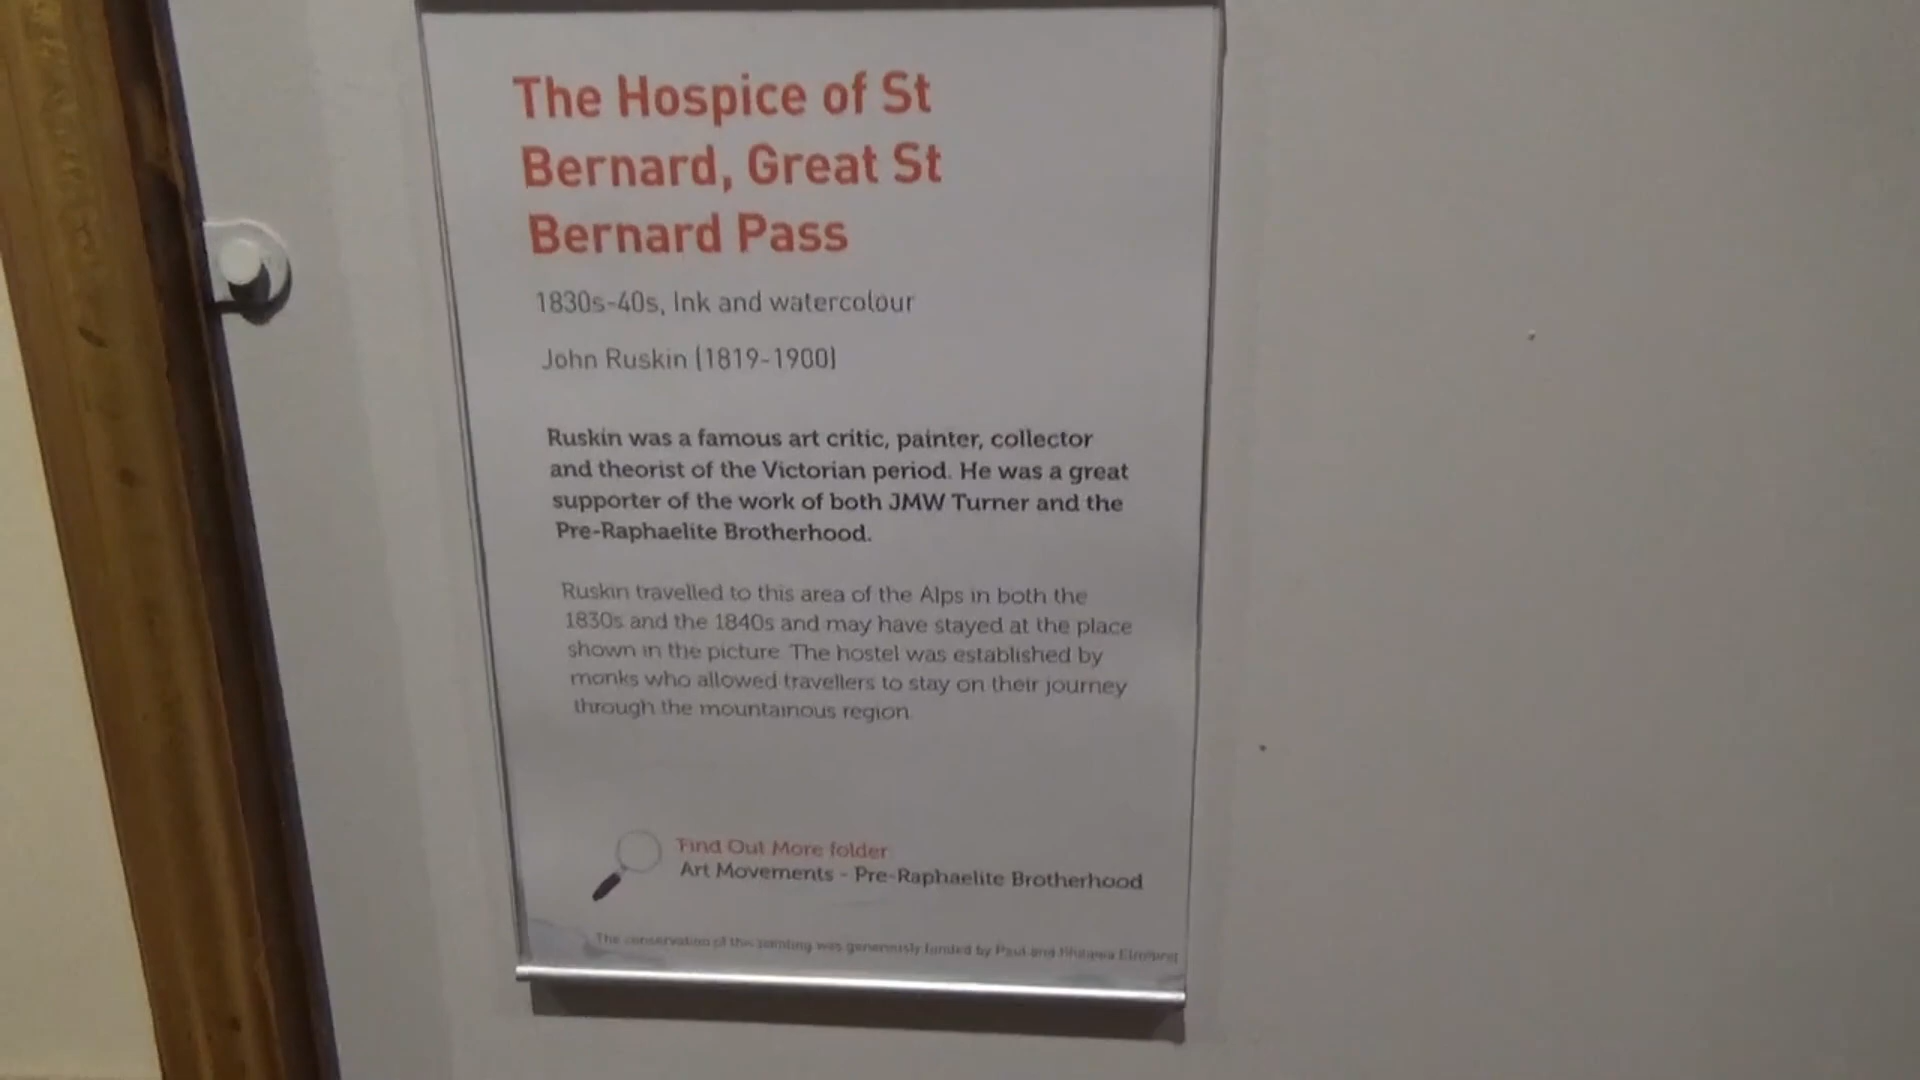 The Hospice of St
Bernard, Great St
Bernard Pass
1830s-40s, Ink and watercolour
John Ruskin (1819-1900)
Ruskin was a famous art critic, painter, collector
and theorist of the Victorian period. He was a great
supporter of the work of both JMW Turner and the
Pre-Raphaelite Brotherhood.
Ruskin travelled to this area of the Alps in both the
1830s and the 1840s and may have stayed at the place
shown in the picture. The hostel was established by
monks who allowed travellers to stay on their journey
through the mountainous region.
Find Out More folder
Art Movements - Pre-Raphaelite Brotherhood
The conservation of this painting was generously funded by Paul and